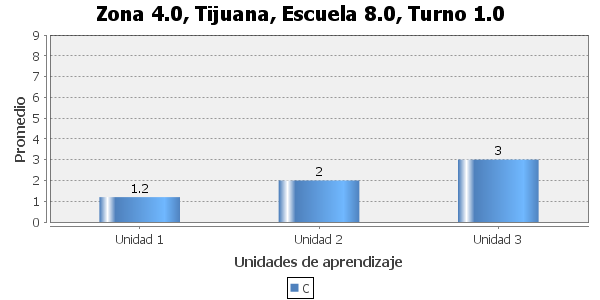 Zona 4.0, Tijuana, Escuela 8.0, Turno 1.0
Promedio
9
8
7
6
5
4
3
2
1
0
1.2
2
3
Unidad 1
Unidad 2
Unidad 3
Unidades de aprendizaje
C